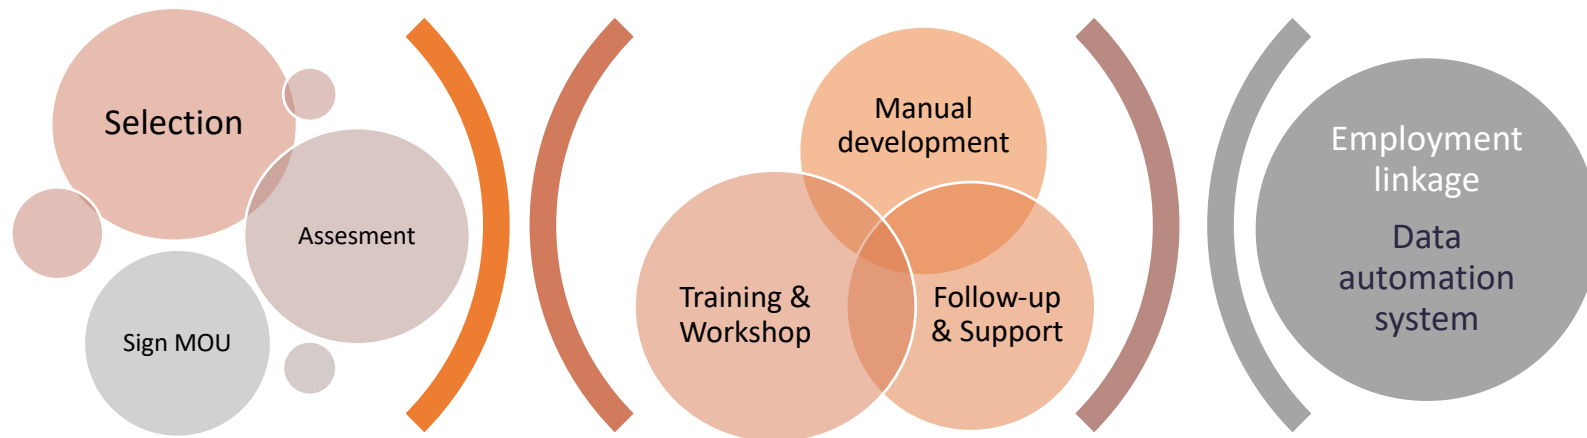 Selection
Assesment
Sign MOU
Manual
development
Training &
Workshop
Follow-up
& Support
Employment
linkage
Data
automation
system